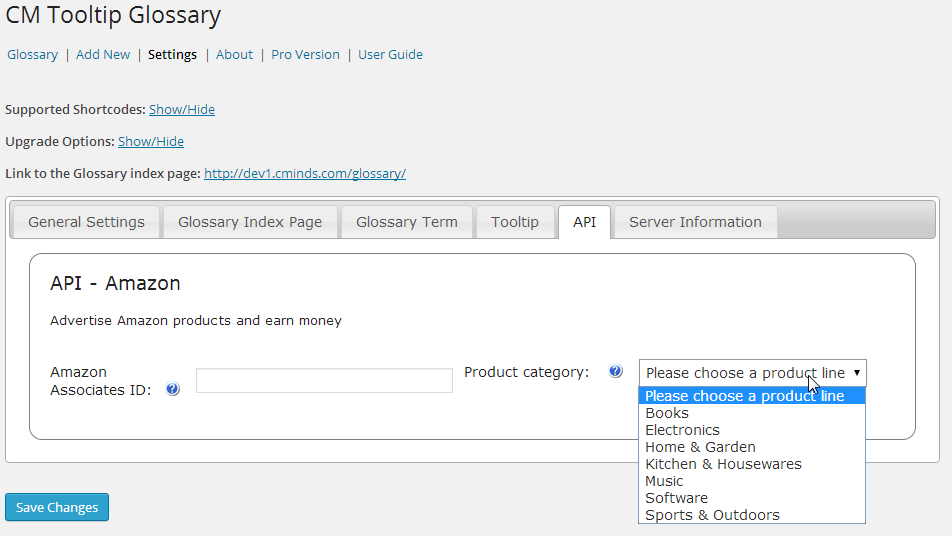 CM Tooltip Glossary
Glossary | Add New | Settings | About | Pro Version | User Guide
Supported Shortcodes: Show/Hide
Upgrade Options: Show/Hide
Link to the Glossary index page: http://dev1.cminds.com/glossary/
General Settings Glossary Index Page Glossary Term Tooltip API Server Information
API - Amazon
Advertise Amazon products and earn money
Amazon
Associates ID: ?
Product category: ? Please choose a product line
Please choose a product line
Books
Electronics
Home & Garden
Kitchen & Housewares
Music
Software
Sports & Outdoors
Save Changes